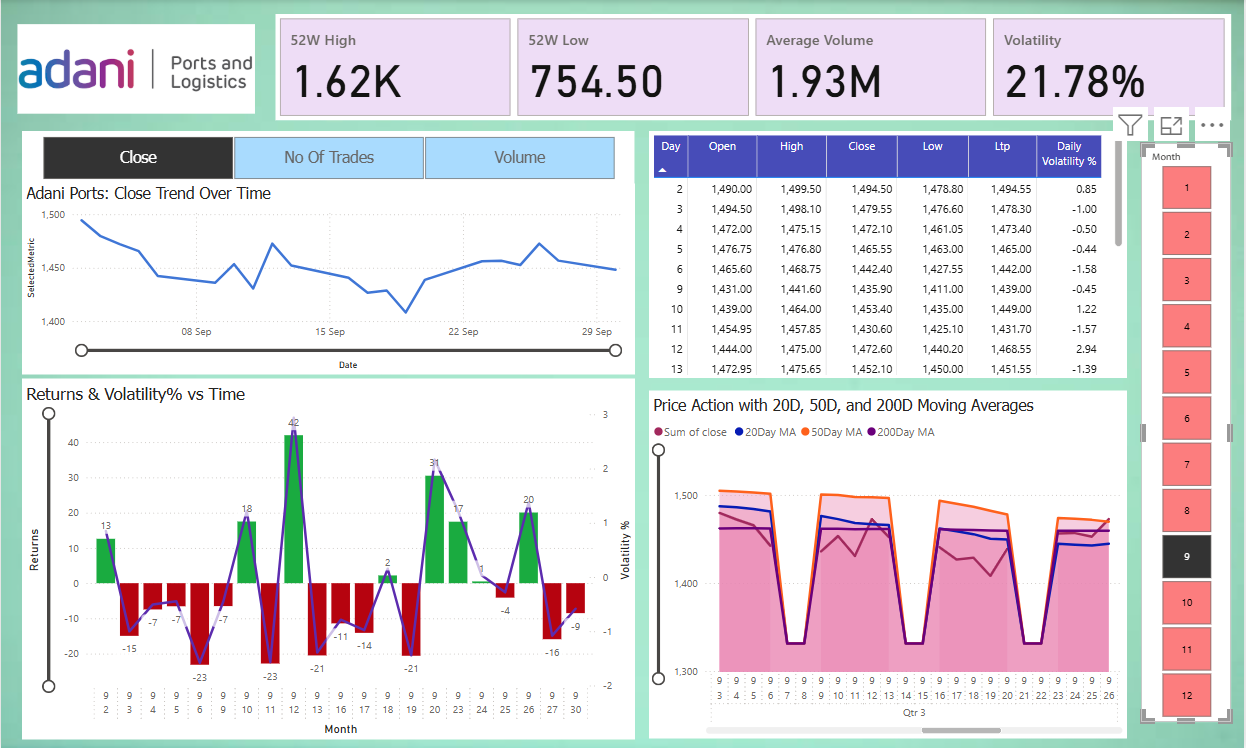 adani
Ports and
Logistics
52W High
1.62K
52W Low
754.50
Average Volume
1.93M
Volatility
21.78%
Close No Of Trades Volume
Adani Ports: Close Trend Over Time
1,500
1,450
1,400
SelectedMetric
08 Sep 15 Sep 22 Sep 29 Sep
Date
Day Open High Close Low Ltp Daily
Volatility %
2 1,490.00 1,499.50 1,494.50 1,478.80 1,494.55 0.85
3 1,494.50 1,498.10 1,479.55 1,476.60 1,478.30 -1.00
4 1,472.00 1,475.15 1,472.10 1,461.05 1,473.40 -0.50
5 1,476.75 1,476.80 1,465.55 1,463.00 1,465.00 -0.44
6 1,465.60 1,468.75 1,442.40 1,427.55 1,442.00 -1.58
9 1,431.00 1,441.60 1,435.90 1,411.00 1,439.00 -0.45
10 1,439.00 1,464.00 1,453.40 1,435.00 1,449.00 1.22
11 1,454.95 1,457.85 1,430.60 1,425.10 1,431.70 -1.57
12 1,444.00 1,475.00 1,472.60 1,440.20 1,468.55 2.94
13 1,472.95 1,475.65 1,452.10 1,450.00 1,451.55 -1.39
Month
1
2
3
4
5
6
7
8
9
10
11
12
Returns & Volatility% vs Time
Returns
40
30
20
10
0
-10
-20
13
-15
-7
-7
-23
-7
18
-23
42
-21
-11
-14
2
-21
31
17
1
-4
20
-16
-9
3
2
1
0
-1
-2
Volatility %
9 9 9 9 9 9 9 9 9 9 9 9 9 9 9 9 9 9 9 9 9
2 3 4 5 6 9 10 11 12 13 16 17 18 19 20 23 24 25 26 27 30
Month
Price Action with 20D, 50D, and 200D Moving Averages
Sum of close 20Day MA 50Day MA 200Day MA
1,500
1,400
1,300
9 9 9 9 9 9 9 9 9 9 9 9 9 9 9 9 9 9 9 9 9 9 9 9
3 4 5 6 7 8 9 10 11 12 13 14 15 16 17 18 19 20 21 22 23 24 25 26
Qtr 3